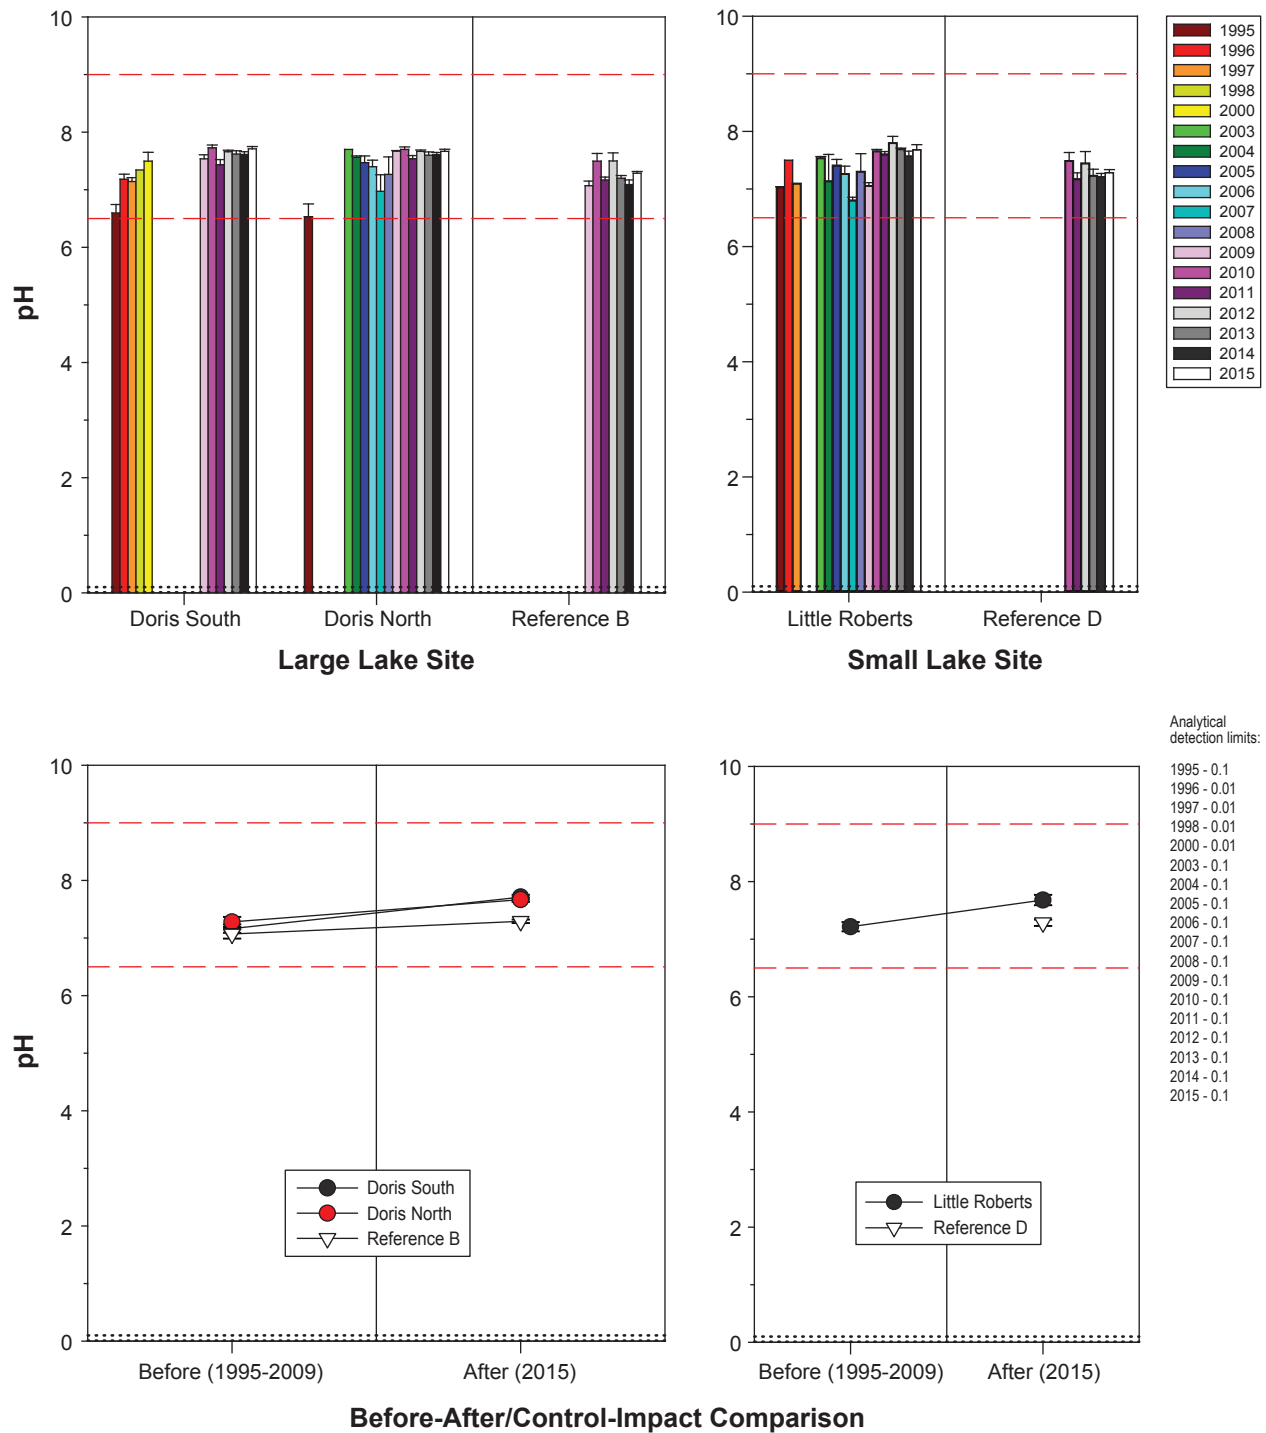 10
8
6
4
2
0
pH
Doris South
Doris North
Reference B
Large Lake Site
10
8
6
4
2
0
Little Roberts
Reference D
Small Lake Site
1995
1996
1997
1998
2000
2003
2004
2005
2006
2007
2008
2009
2010
2011
2012
2013
2014
2015
10
8
6
4
2
0
pH
Doris South
Doris North
Reference B
Before (1995-2009)
After (2015)
10
8
6
4
2
0
Little Roberts
Reference D
Before (1995-2009)
After (2015)
Before-After/Control-Impact Comparison
Analytical
detection limits:
1995 - 0.1
1996 - 0.01
1997 - 0.01
1998 - 0.01
2000 - 0.01
2003 - 0.1
2004 - 0.1
2005 - 0.1
2006 - 0.1
2007 - 0.1
2008 - 0.1
2009 - 0.1
2010 - 0.1
2011 - 0.1
2012 - 0.1
2013 - 0.1
2014 - 0.1
2015 - 0.1